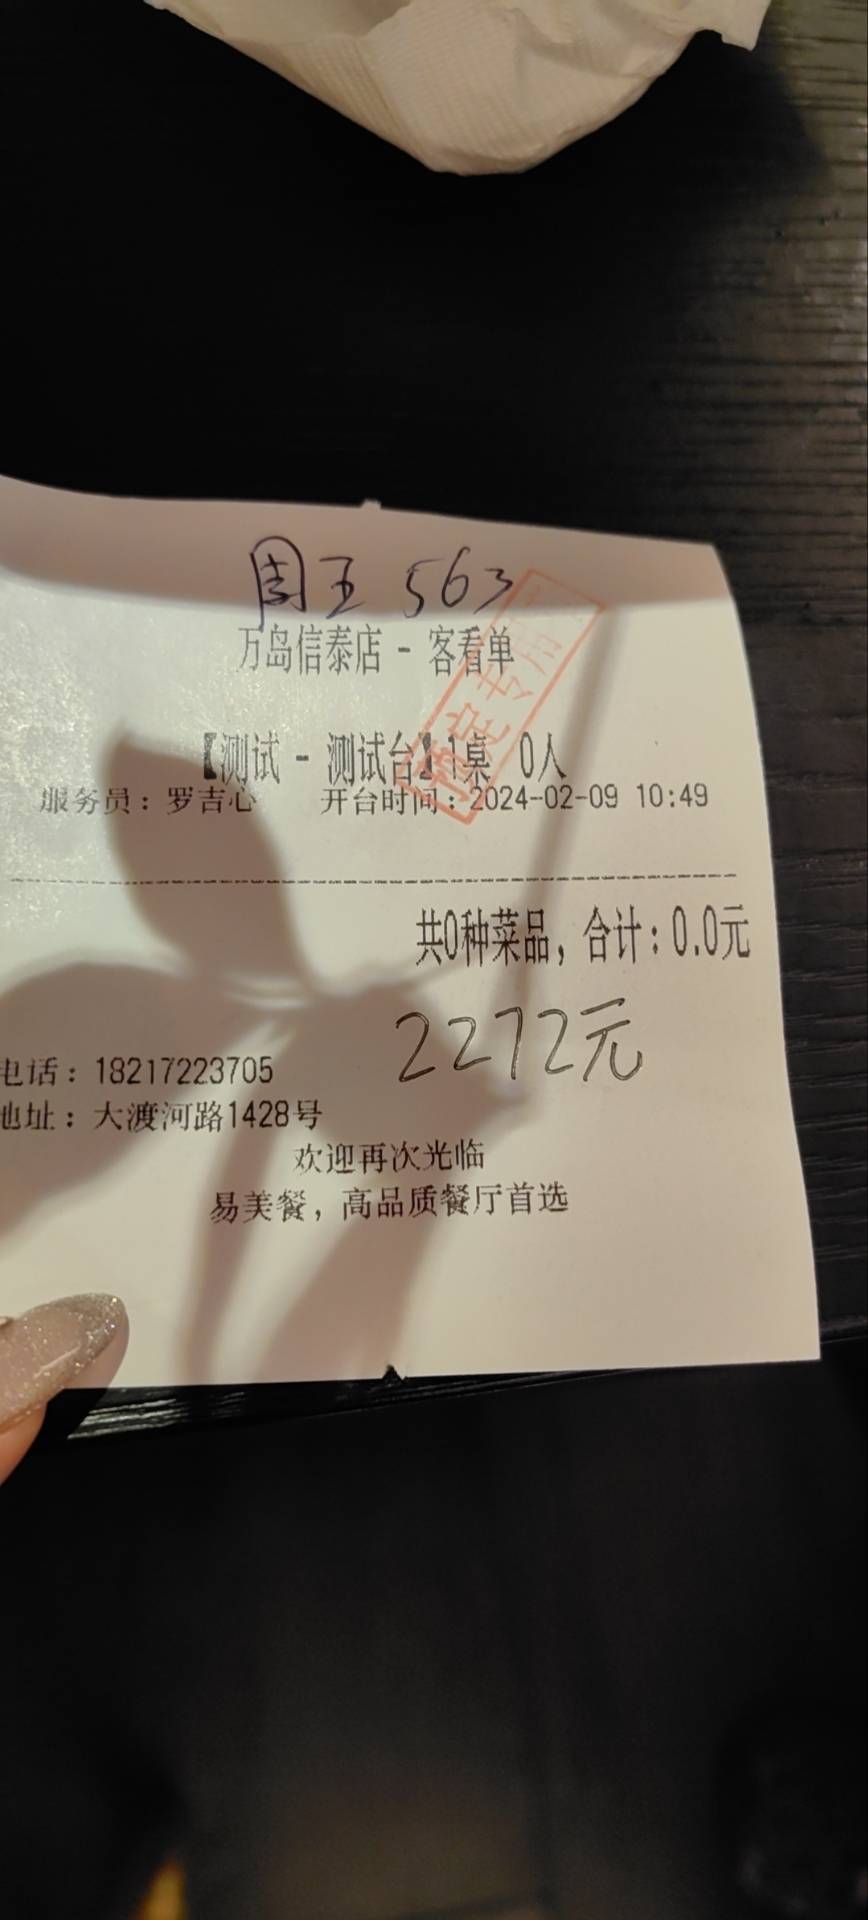 周王 563
万岛信泰店 - 客看单
【测试 - 测试台】1桌 0人
服务员：罗吉心 开台时间：2024-02-09 10:49
共0种菜品，合计：0.0元
2272元
电话：18217223705
地址：大渡河路1428号
欢迎再次光临
易美餐，高品质餐厅首选